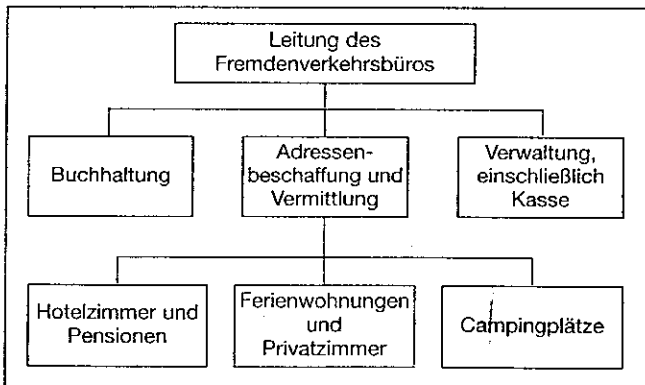 Leitung des
Fremdenverkehrsbüros
Buchhaltung
Adressen-
beschaffung und
Vermittlung
Verwaltung,
einschließlich
Kasse
Hotelzimmer und
Pensionen
Ferienwohnungen
und
Privatzimmer
Campingplätze